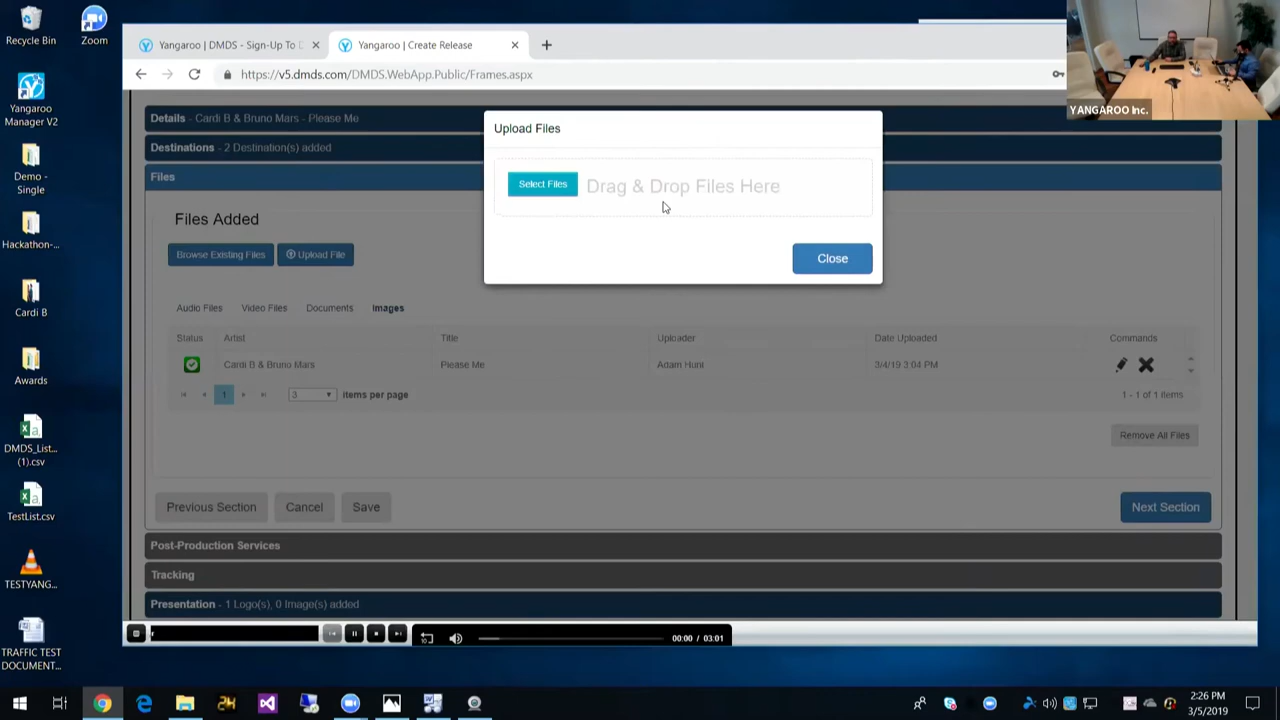 Recycle Bin
Zoom
Yangaroo
Manager V2
Demo -
Single
Hackathon-...
Cardi B
Awards
DMDS_List...
(1).csv
TestList.csv
TESTYANG...
TRAFFIC TEST
DOCUMENT...
Yangaroo | DMDS - Sign-Up To
Yangaroo | Create Release
https://v5.dmds.com/DMDS.WebApp.Public/Frames.aspx
YANGAROO Inc.
Details - Cardi B & Bruno Mars - Please Me
Destinations - 2 Destination(s) added
Files
Upload Files
Select Files
Drag & Drop Files Here
Close
Files Added
Browse Existing Files
Upload File
Audio Files Video Files Documents Images
Status Artist Title Uploader Date Uploaded Commands
Cardi B & Bruno Mars Please Me Adam Hunt 3/4/19 3:04 PM
1 3 items per page 1 - 1 of 1 items
Remove All Files
Previous Section Cancel Save Next Section
Post-Production Services
Tracking
Presentation - 1 Logo(s), 0 Image(s) added
00:00 / 03:01
2:26 PM
3/5/2019